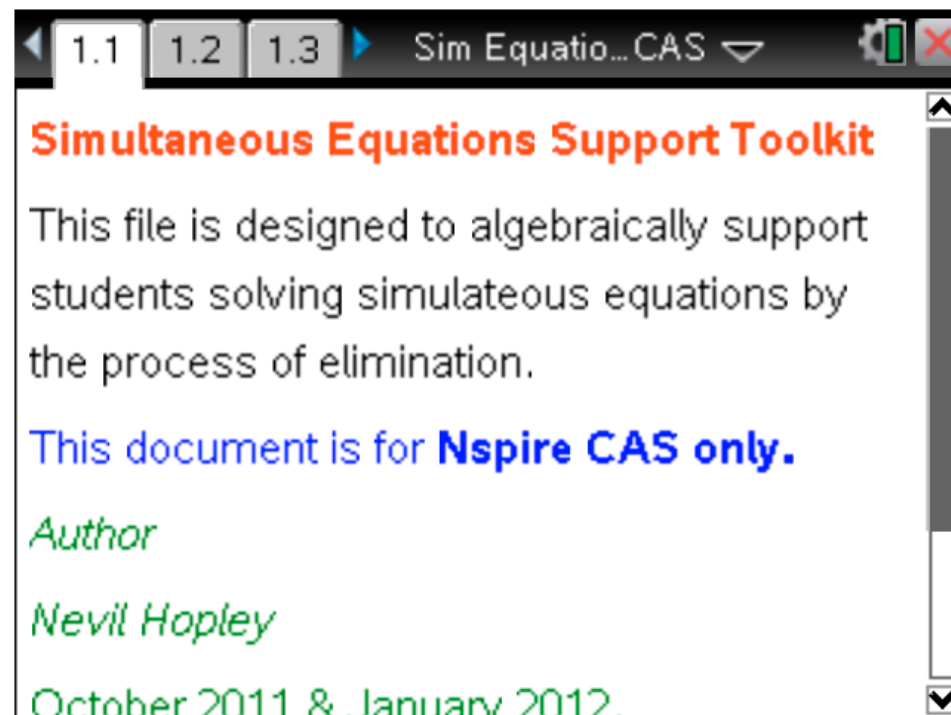 1.1 1.2 1.3 Sim Equatio...CAS
Simultaneous Equations Support Toolkit
This file is designed to algebraically support
students solving simulateous equations by
the process of elimination.
This document is for Nspire CAS only.
Author
Nevil Hopley
October 2011 & January 2012.